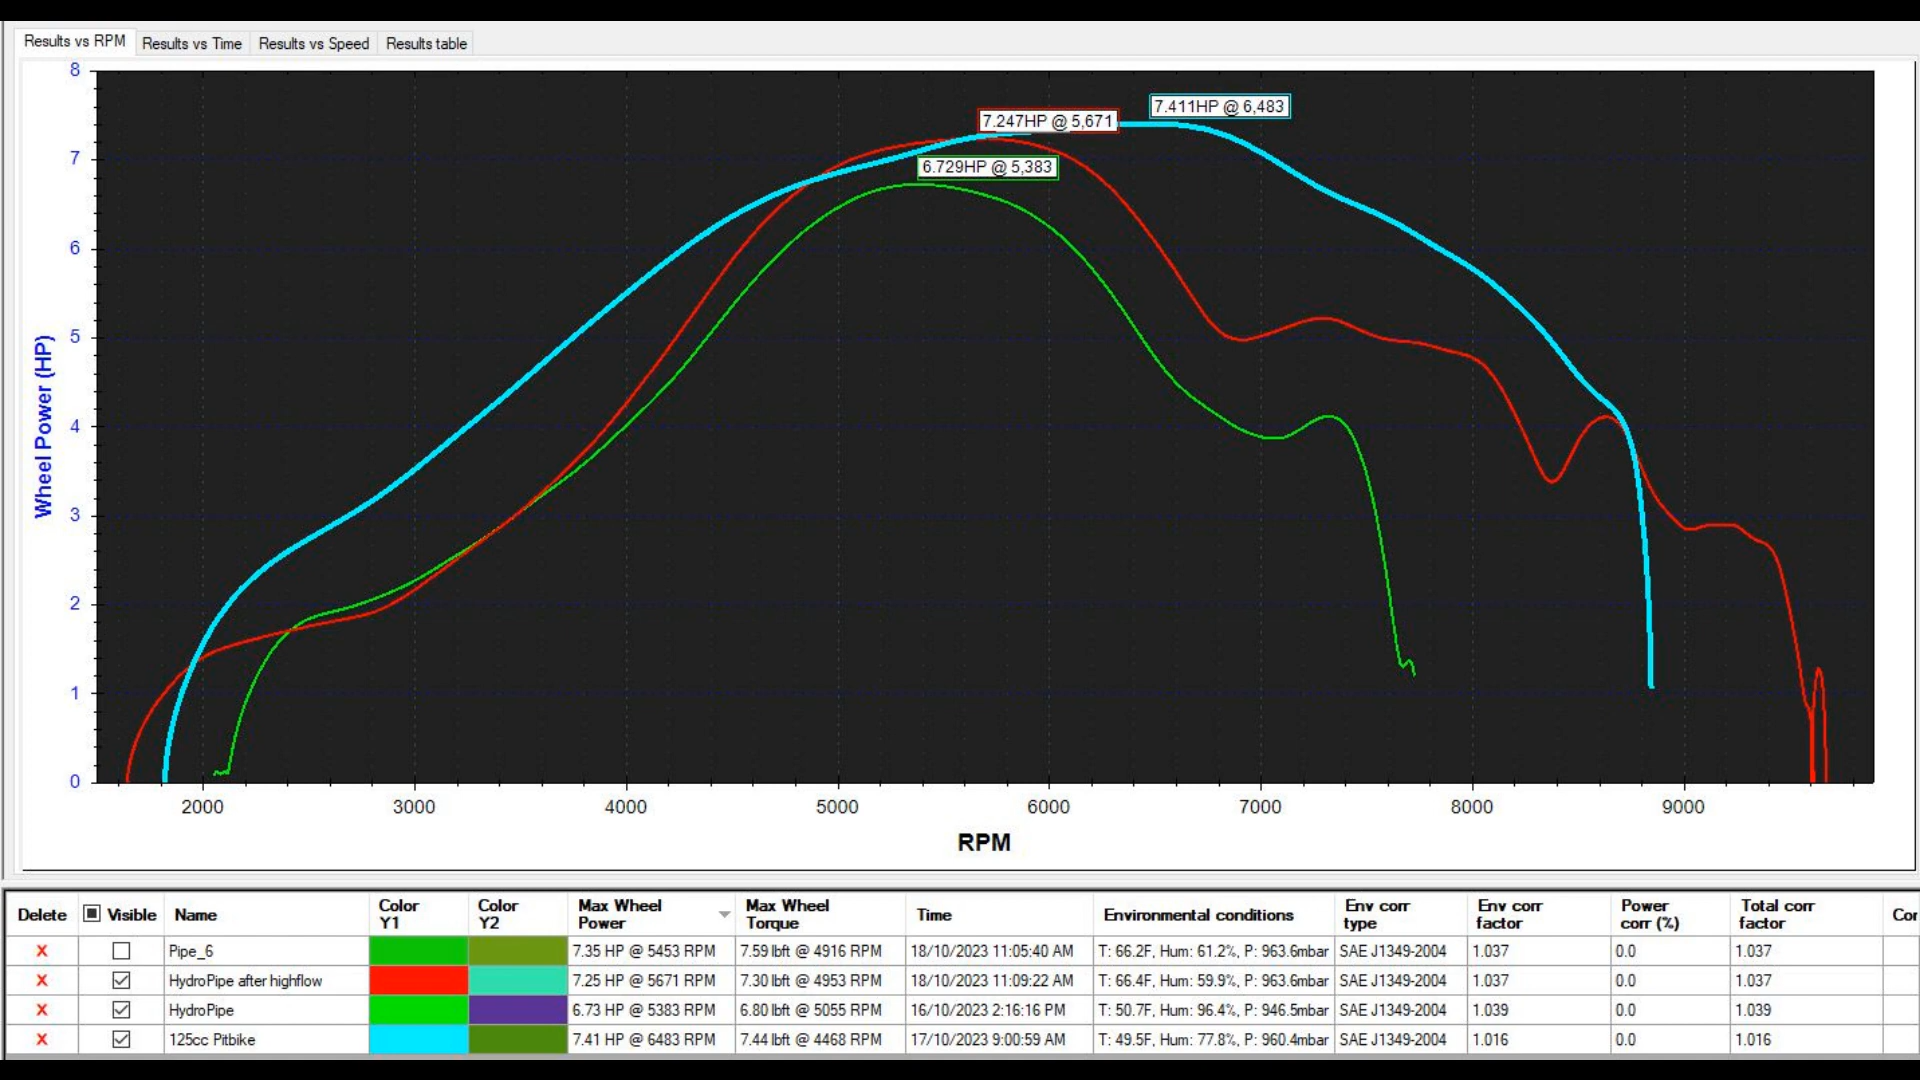 Results vs RPM Results vs Time Results vs Speed Results table
8
7.411HP @ 6,483
7.247HP @ 5,671
7
6.729HP @ 5,383
6
5
4
3
2
1
0
Wheel Power (HP)
2000 3000 4000 5000 6000 7000 8000 9000
RPM
Delete Visible Name Color Y1 Color Y2 Max Wheel Power Max Wheel Torque Time Environmental conditions Env corr type Env corr factor Power corr (%) Total corr factor Cor
X Pipe_6 7.35 HP @ 5453 RPM 7.59 lbft @ 4916 RPM 18/10/2023 11:05:40 AM T: 66.2F, Hum: 61.2%, P: 963.6mbar SAE J1349-2004 1.037 0.0 1.037
X HydroPipe after highflow 7.25 HP @ 5671 RPM 7.30 lbft @ 4953 RPM 18/10/2023 11:09:22 AM T: 66.4F, Hum: 59.9%, P: 963.6mbar SAE J1349-2004 1.037 0.0 1.037
X HydroPipe 6.73 HP @ 5383 RPM 6.80 lbft @ 5055 RPM 16/10/2023 2:16:16 PM T: 50.7F, Hum: 96.4%, P: 946.5mbar SAE J1349-2004 1.039 0.0 1.039
X 125cc Pitbike 7.41 HP @ 6483 RPM 7.44 lbft @ 4468 RPM 17/10/2023 9:00:59 AM T: 49.5F, Hum: 77.8%, P: 960.4mbar SAE J1349-2004 1.016 0.0 1.016